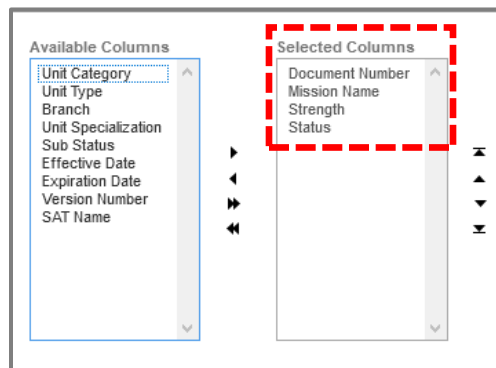 Available Columns
Unit Category
Unit Type
Branch
Unit Specialization
Sub Status
Effective Date
Expiration Date
Version Number
SAT Name
Selected Columns
Document Number
Mission Name
Strength
Status